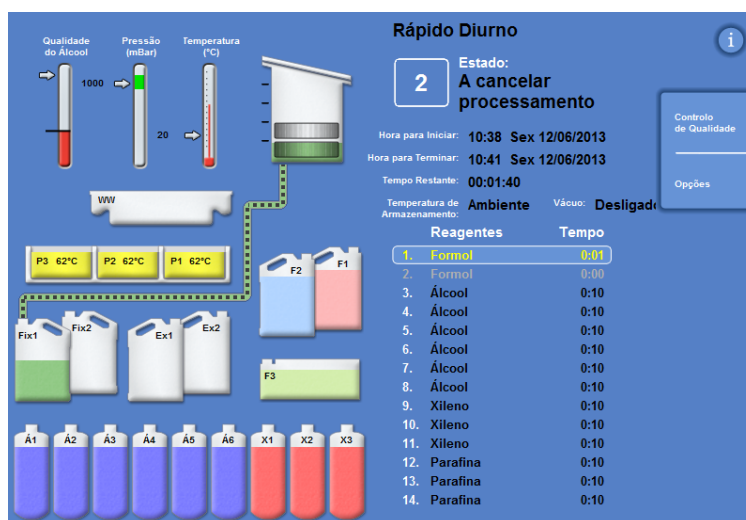 Rápido Diurno
i
Qualidade do Álcool
Pressão (mBar)
Temperatura (°C)
1000
20
2
Estado:
A cancelar
processamento
Controlo
de Qualidade
Opções
Hora para Iniciar: 10:38 Sex 12/06/2013
Hora para Terminar: 10:41 Sex 12/06/2013
Tempo Restante: 00:01:40
Temperatura de Armazenamento: Ambiente Vácuo: Desligado
WW
P3 62°C P2 62°C P1 62°C
F2 F1
Fix1 Fix2 Ex1 Ex2
F3
Á1 Á2 Á3 Á4 Á5 Á6 X1 X2 X3
Reagentes Tempo
1. Formol 0:01
2. Formol 0:00
3. Álcool 0:10
4. Álcool 0:10
5. Álcool 0:10
6. Álcool 0:10
7. Álcool 0:10
8. Álcool 0:10
9. Xileno 0:10
10. Xileno 0:10
11. Xileno 0:10
12. Parafina 0:10
13. Parafina 0:10
14. Parafina 0:10